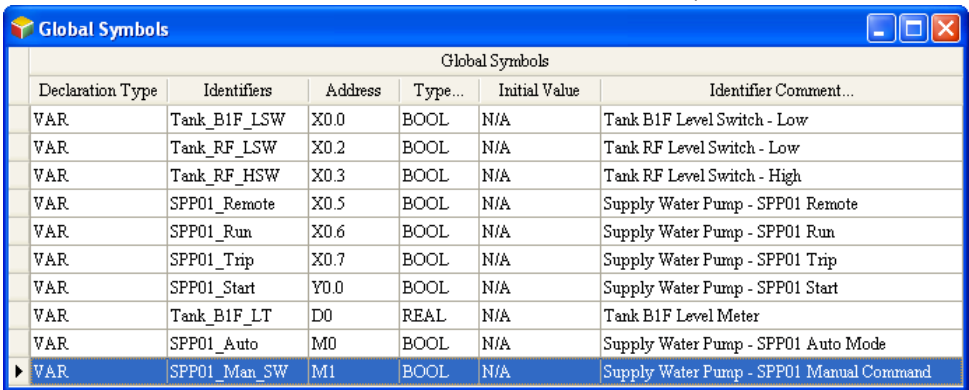 Global Symbols
Global Symbols
Declaration Type Identifiers Address Type... Initial Value Identifier Comment...
VAR Tank_B1F_LSW X0.0 BOOL N/A Tank B1F Level Switch - Low
VAR Tank_RF_LSW X0.2 BOOL N/A Tank RF Level Switch - Low
VAR Tank_RF_HSW X0.3 BOOL N/A Tank RF Level Switch - High
VAR SPP01_Remote X0.5 BOOL N/A Supply Water Pump - SPP01 Remote
VAR SPP01_Run X0.6 BOOL N/A Supply Water Pump - SPP01 Run
VAR SPP01_Trip X0.7 BOOL N/A Supply Water Pump - SPP01 Trip
VAR SPP01_Start Y0.0 BOOL N/A Supply Water Pump - SPP01 Start
VAR Tank_B1F_LT D0 REAL N/A Tank B1F Level Meter
VAR SPP01_Auto M0 BOOL N/A Supply Water Pump - SPP01 Auto Mode
VAR SPP01_Man_SW M1 BOOL N/A Supply Water Pump - SPP01 Manual Command